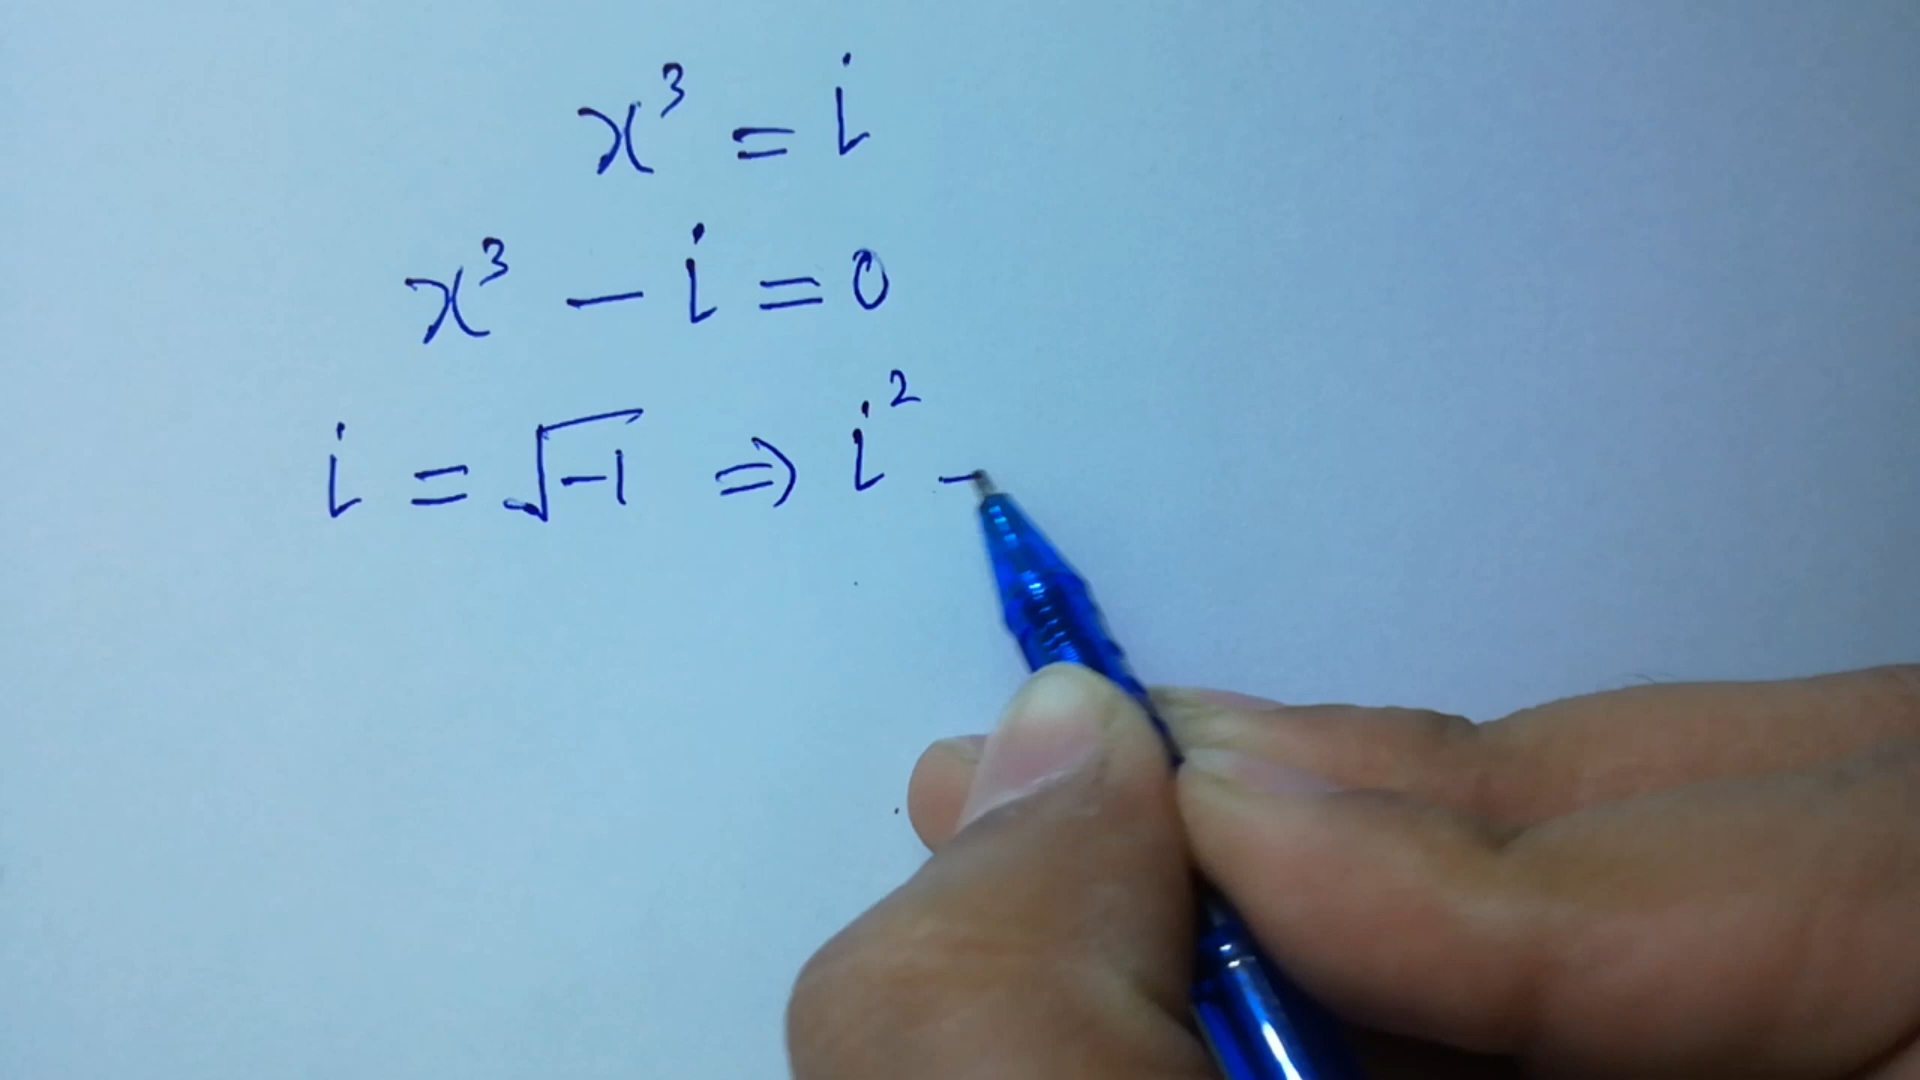 x³ = i
x³ - i = 0
i = √-1 ⇒ i² -